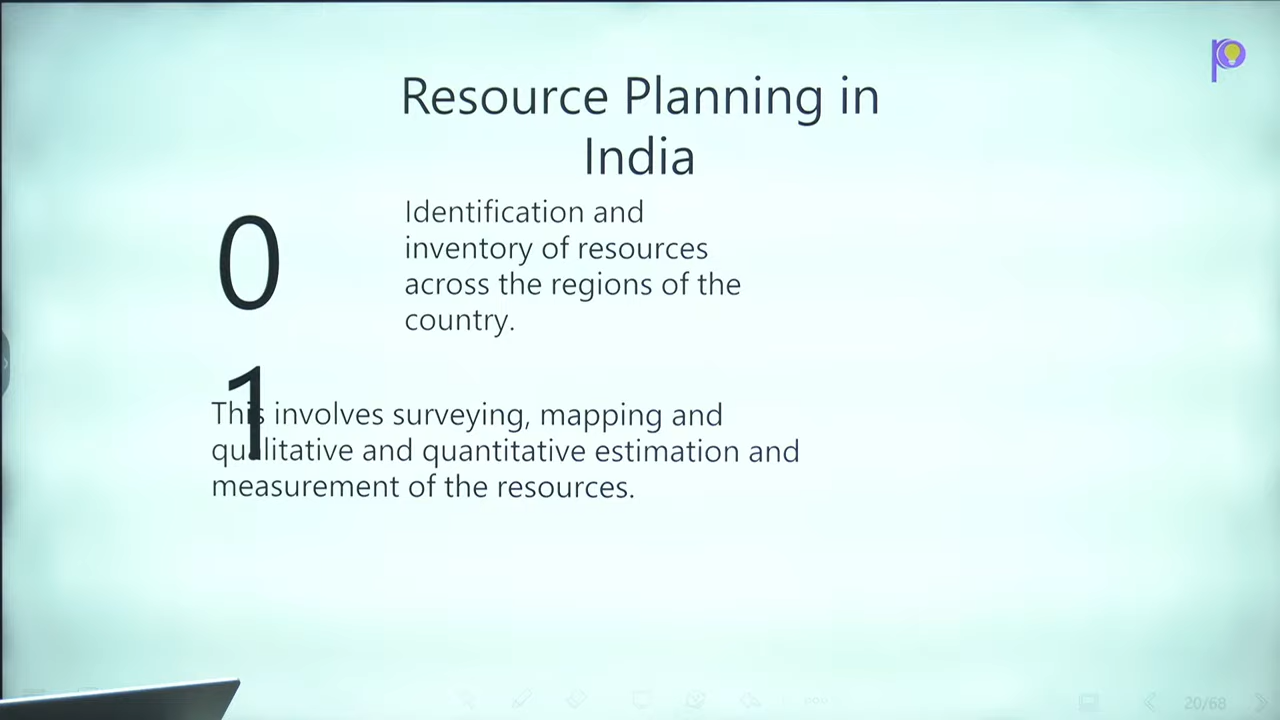 Resource Planning in
India
0
1
Identification and
inventory of resources
across the regions of the
country.
This involves surveying, mapping and
qualitative and quantitative estimation and
measurement of the resources.
20/68